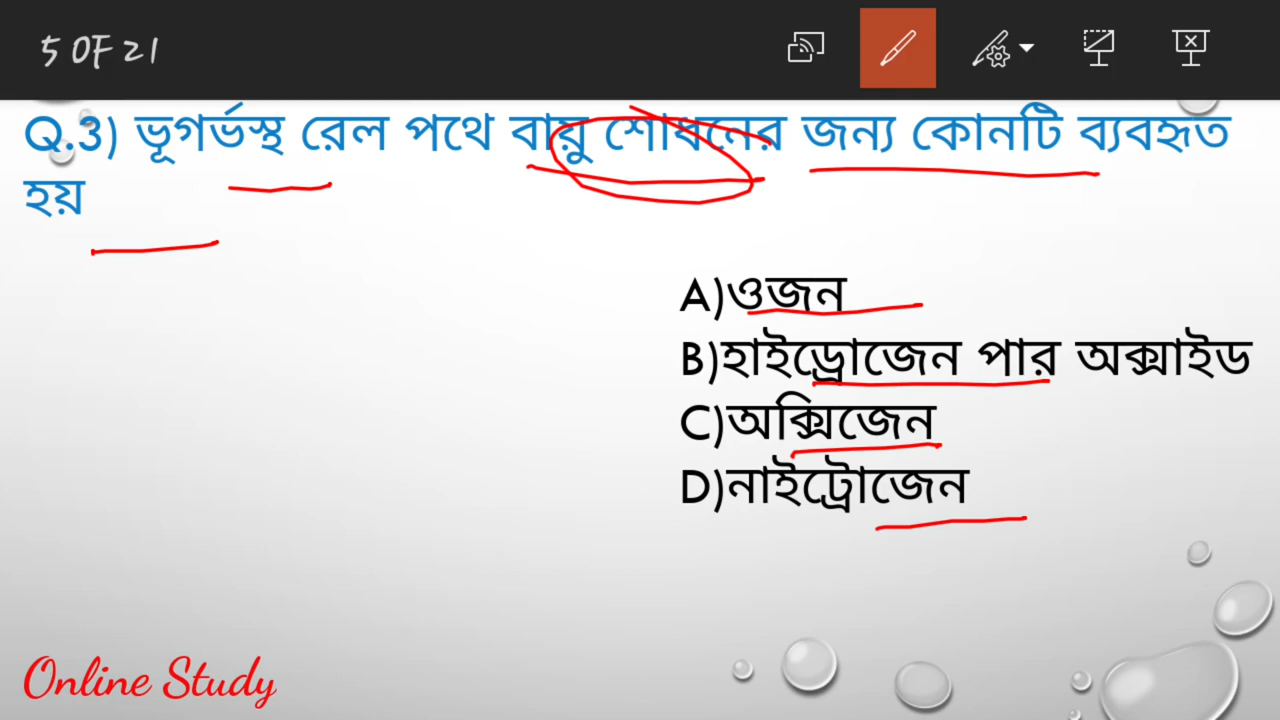 5 OF 21
Q.3) ভূগর্ভস্থ রেল পথে বায়ু শোধনের জন্য কোনটি ব্যবহৃত
হয়
A)ওজন
B)হাইড্রোজেন পার অক্সাইড
C)অক্সিজেন
D)নাইট্রোজেন
Online Study